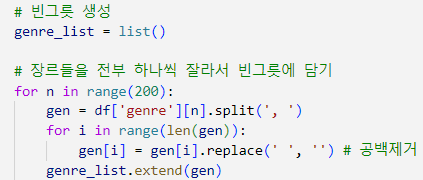 # 빈그릇 생성
genre_list = list()

# 장르들을 전부 하나씩 잘라서 빈그릇에 담기
for n in range(200):
    gen = df['genre'][n].split(', ')
    for i in range(len(gen)):
        gen[i] = gen[i].replace(' ', '') # 공백제거
    genre_list.extend(gen)